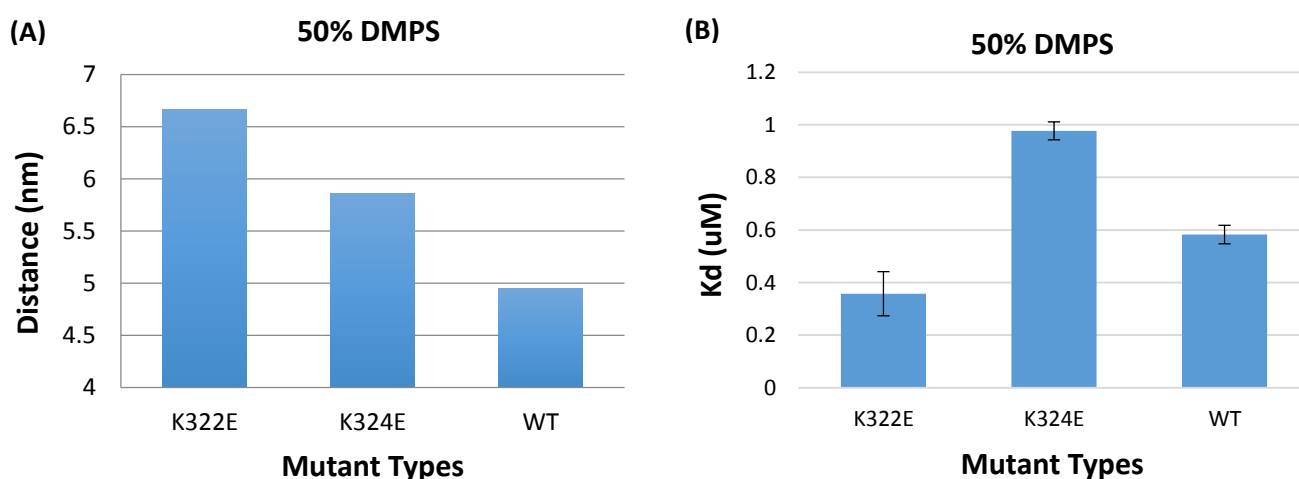 (A)
50% DMPS
Distance (nm)
7
6.5
6
5.5
5
4.5
4
K322E K324E WT
Mutant Types
(B)
50% DMPS
Kd (uM)
1.2
1
0.8
0.6
0.4
0.2
0
K322E K324E WT
Mutant Types